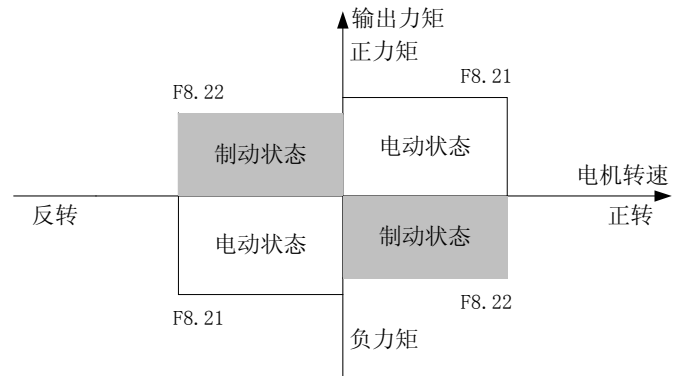 输出力矩
正力矩
F8.21
F8.22
制动状态
电动状态
电机转速
反转
正转
电动状态
制动状态
F8.22
F8.21
负力矩